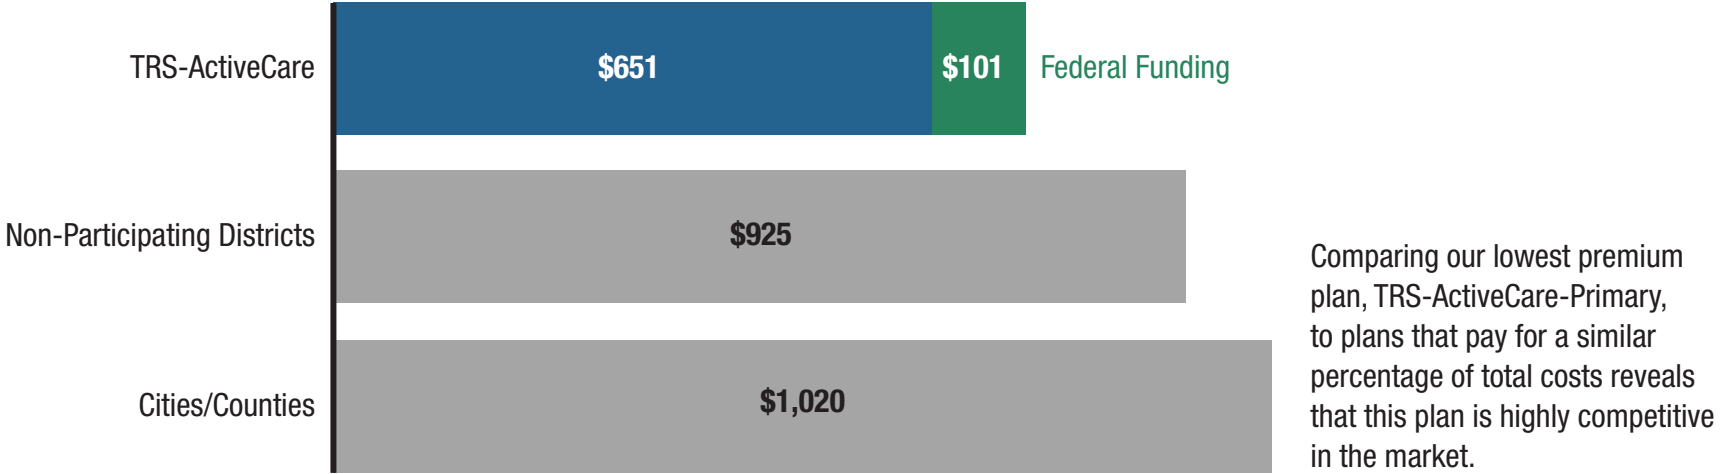 TRS-ActiveCare
$651
$101
Federal Funding
Non-Participating Districts
$925
Cities/Counties
$1,020
Comparing our lowest premium
plan, TRS-ActiveCare-Primary,
to plans that pay for a similar
percentage of total costs reveals
that this plan is highly competitive
in the market.